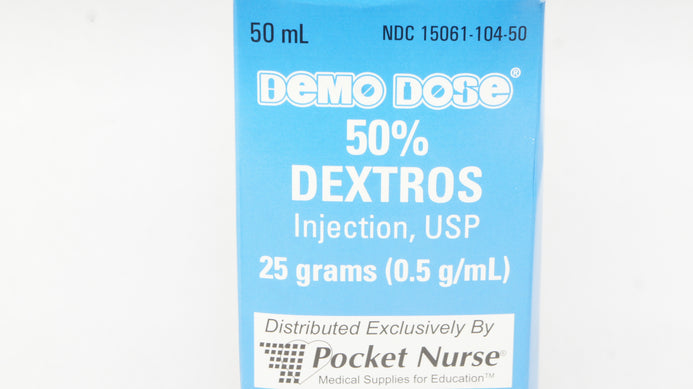 50 mL NDC 15061-104-50
DEMO DOSE®
50%
DEXTROS
Injection, USP
25 grams (0.5 g/mL)
Distributed Exclusively By
Pocket Nurse®
Medical Supplies for Education™